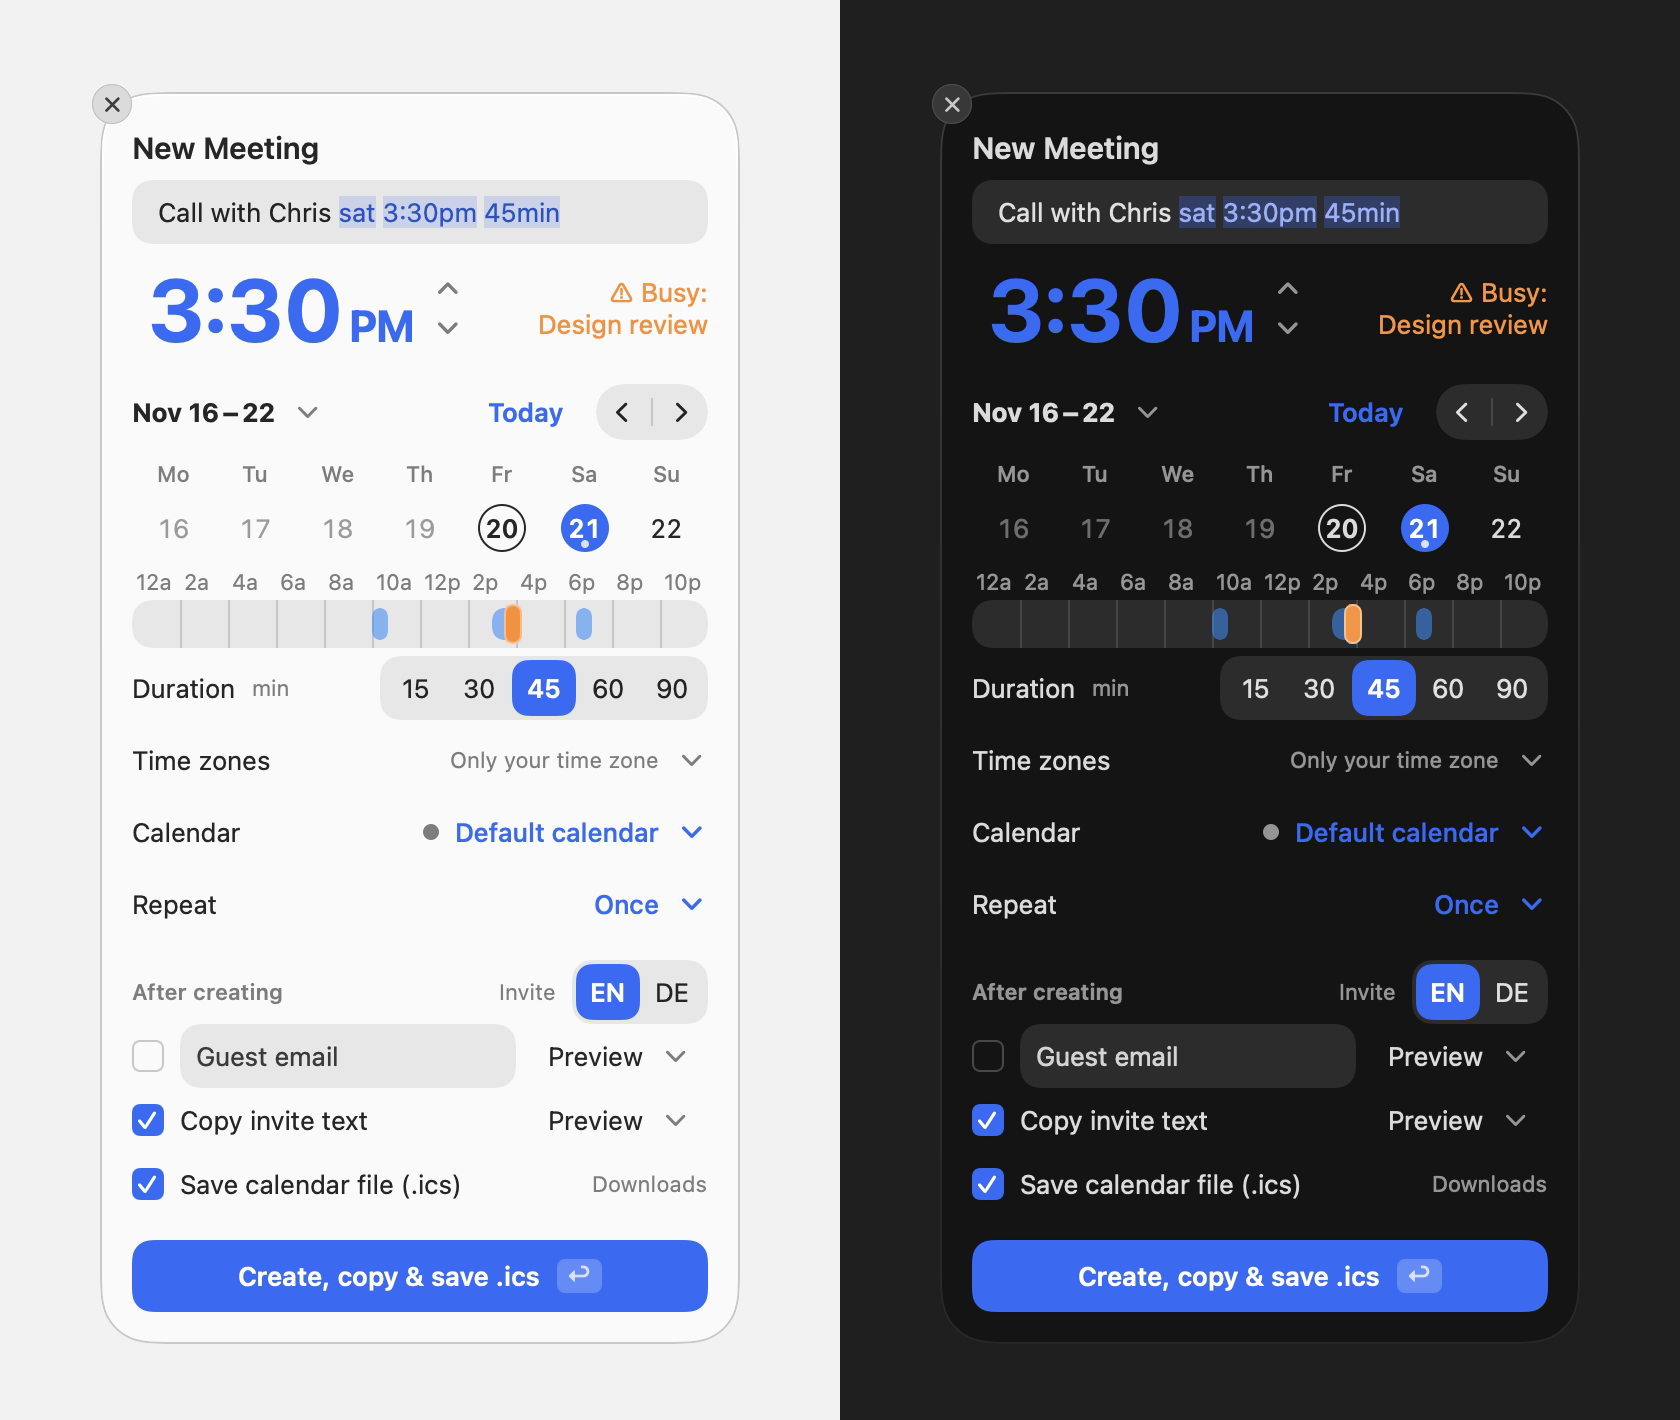 New Meeting
Call with Chris sat 3:30pm 45min
3:30 PM
Busy:
Design review
Nov 16 – 22 Today
Mo Tu We Th Fr Sa Su
16 17 18 19 20 21 22
12a 2a 4a 6a 8a 10a 12p 2p 4p 6p 8p 10p
Duration min 15 30 45 60 90
Time zones Only your time zone
Calendar Default calendar
Repeat Once
After creating Invite EN DE
Guest email Preview
Copy invite text Preview
Save calendar file (.ics) Downloads
Create, copy & save .ics
New Meeting
Call with Chris sat 3:30pm 45min
3:30 PM
Busy:
Design review
Nov 16 – 22 Today
Mo Tu We Th Fr Sa Su
16 17 18 19 20 21 22
12a 2a 4a 6a 8a 10a 12p 2p 4p 6p 8p 10p
Duration min 15 30 45 60 90
Time zones Only your time zone
Calendar Default calendar
Repeat Once
After creating Invite EN DE
Guest email Preview
Copy invite text Preview
Save calendar file (.ics) Downloads
Create, copy & save .ics